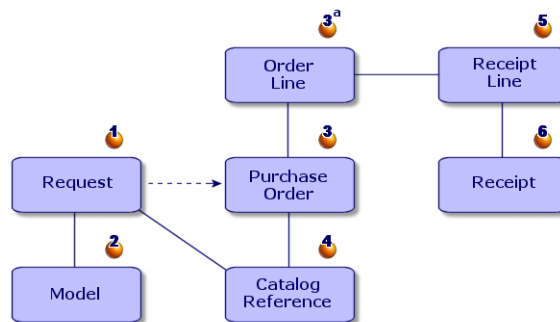 3a
5
Order
Line
Receipt
Line
1
3
6
Request
Purchase
Order
Receipt
2
4
Model
Catalog
Reference